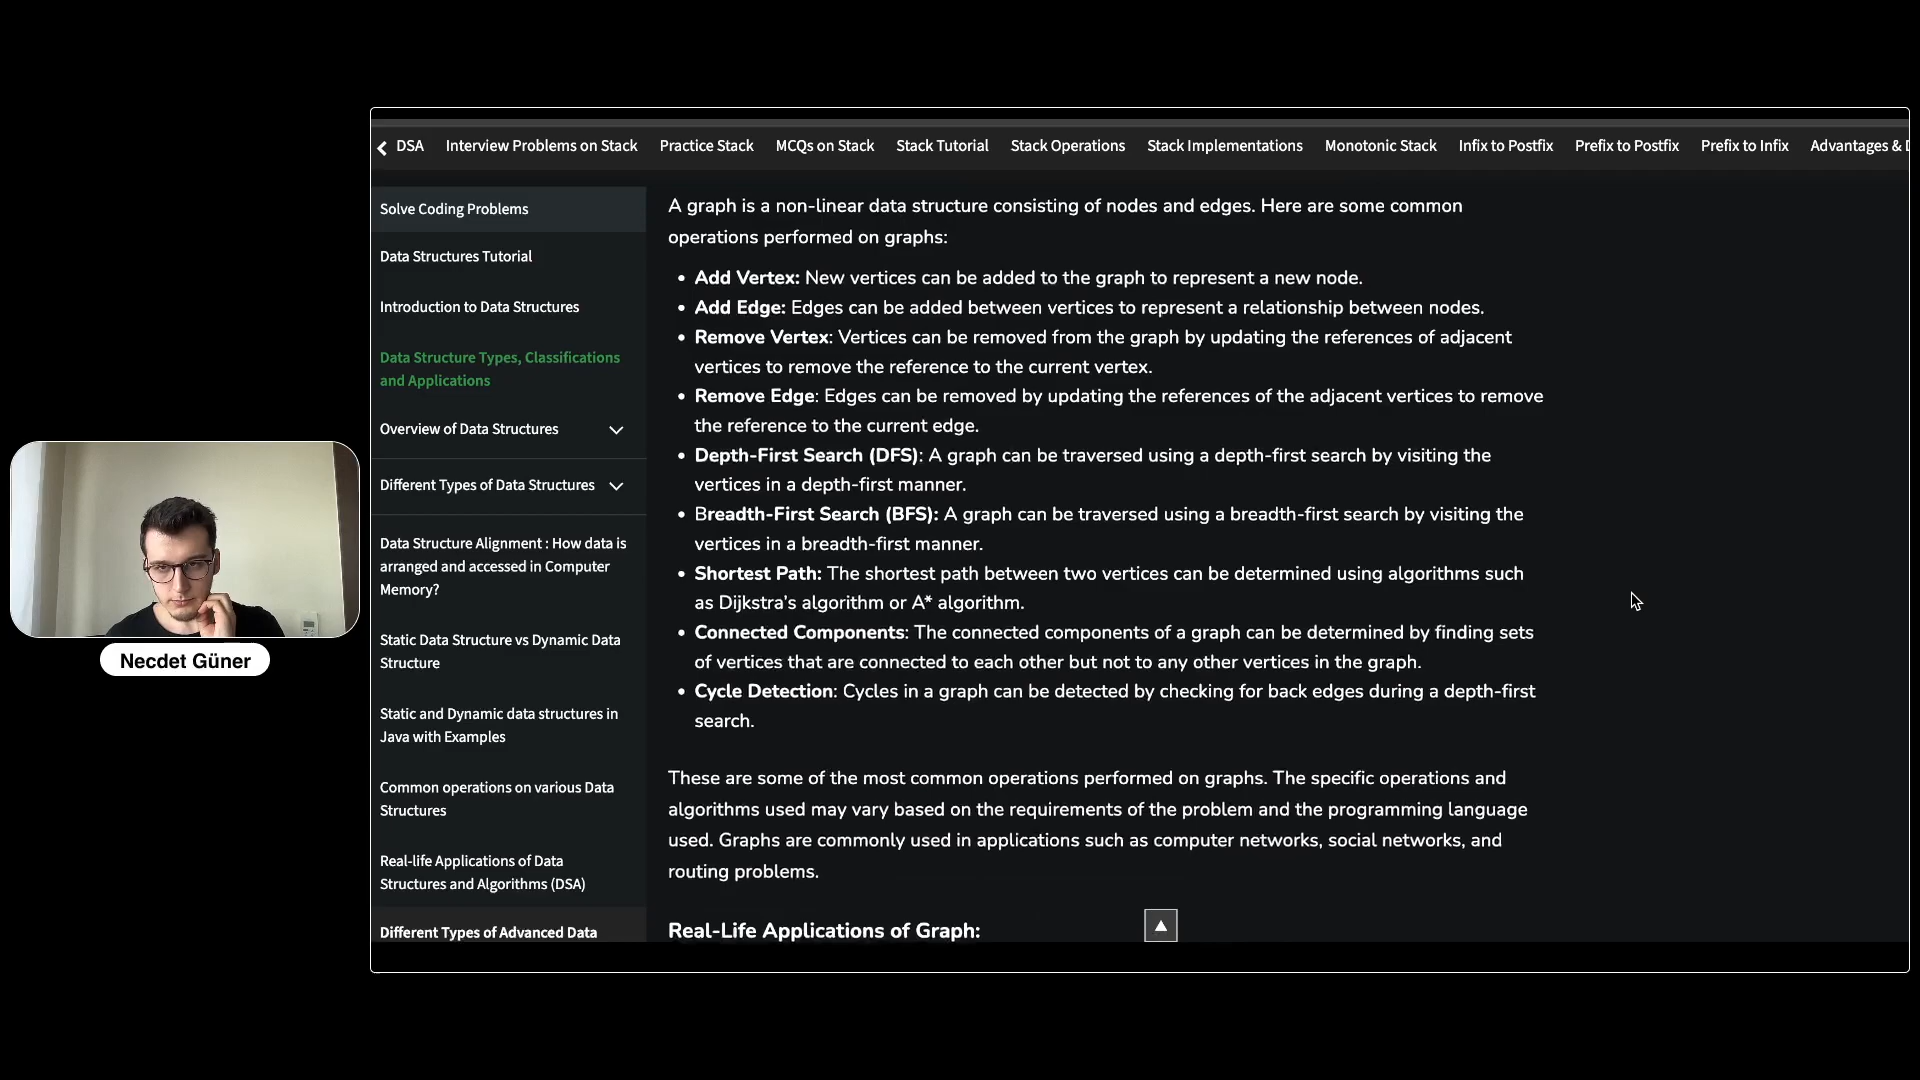 DSA Interview Problems on Stack Practice Stack MCQs on Stack Stack Tutorial Stack Operations Stack Implementations Monotonic Stack Infix to Postfix Prefix to Postfix Prefix to Infix Advantages &
Solve Coding Problems
Data Structures Tutorial
Introduction to Data Structures
Data Structure Types, Classifications
and Applications
Overview of Data Structures
Different Types of Data Structures
Data Structure Alignment : How data is
arranged and accessed in Computer
Memory?
Static Data Structure vs Dynamic Data
Structure
Static and Dynamic data structures in
Java with Examples
Common operations on various Data
Structures
Real-life Applications of Data
Structures and Algorithms (DSA)
Different Types of Advanced Data
A graph is a non-linear data structure consisting of nodes and edges. Here are some common
operations performed on graphs:
• Add Vertex: New vertices can be added to the graph to represent a new node.
• Add Edge: Edges can be added between vertices to represent a relationship between nodes.
• Remove Vertex: Vertices can be removed from the graph by updating the references of adjacent
vertices to remove the reference to the current vertex.
• Remove Edge: Edges can be removed by updating the references of the adjacent vertices to remove
the reference to the current edge.
• Depth-First Search (DFS): A graph can be traversed using a depth-first search by visiting the
vertices in a depth-first manner.
• Breadth-First Search (BFS): A graph can be traversed using a breadth-first search by visiting the
vertices in a breadth-first manner.
• Shortest Path: The shortest path between two vertices can be determined using algorithms such
as Dijkstra’s algorithm or A* algorithm.
• Connected Components: The connected components of a graph can be determined by finding sets
of vertices that are connected to each other but not to any other vertices in the graph.
• Cycle Detection: Cycles in a graph can be detected by checking for back edges during a depth-first
search.
These are some of the most common operations performed on graphs. The specific operations and
algorithms used may vary based on the requirements of the problem and the programming language
used. Graphs are commonly used in applications such as computer networks, social networks, and
routing problems.
Real-Life Applications of Graph:
Necdet Güner